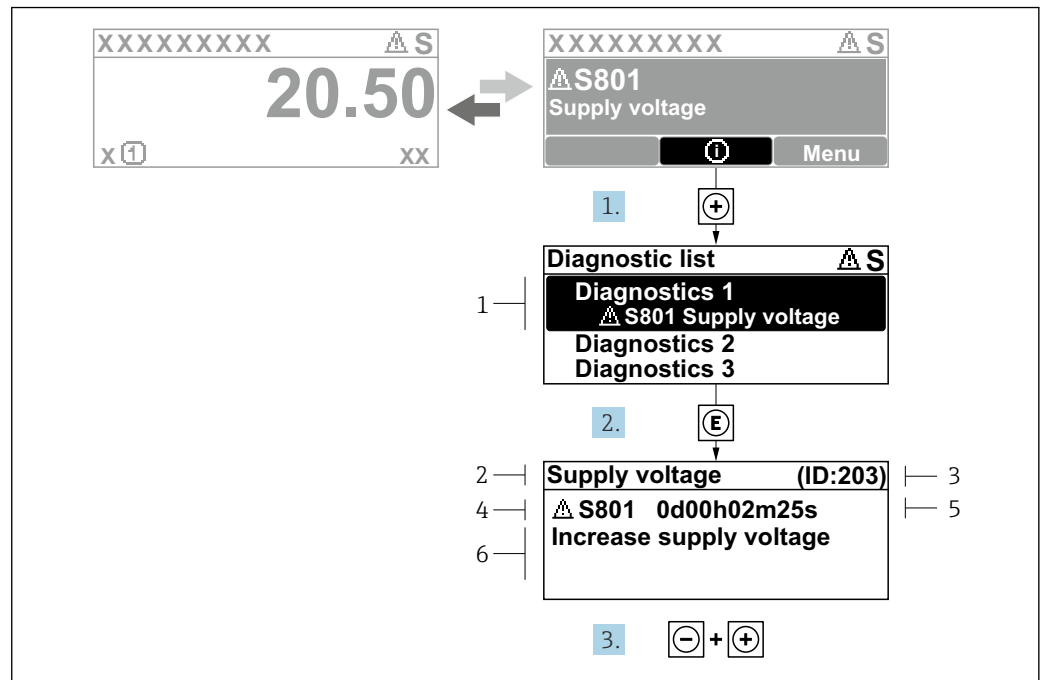 XXXXXXXXX ⚠ S
20.50
x ① xx
XXXXXXXXX ⚠ S
⚠ S801
Supply voltage
ⓘ Menu
1. +
Diagnostic list ⚠ S
1 Diagnostics 1
⚠ S801 Supply voltage
Diagnostics 2
Diagnostics 3
2. E
2 Supply voltage (ID:203) 3
4 ⚠ S801 0d00h02m25s 5
6 Increase supply voltage
3. - + +